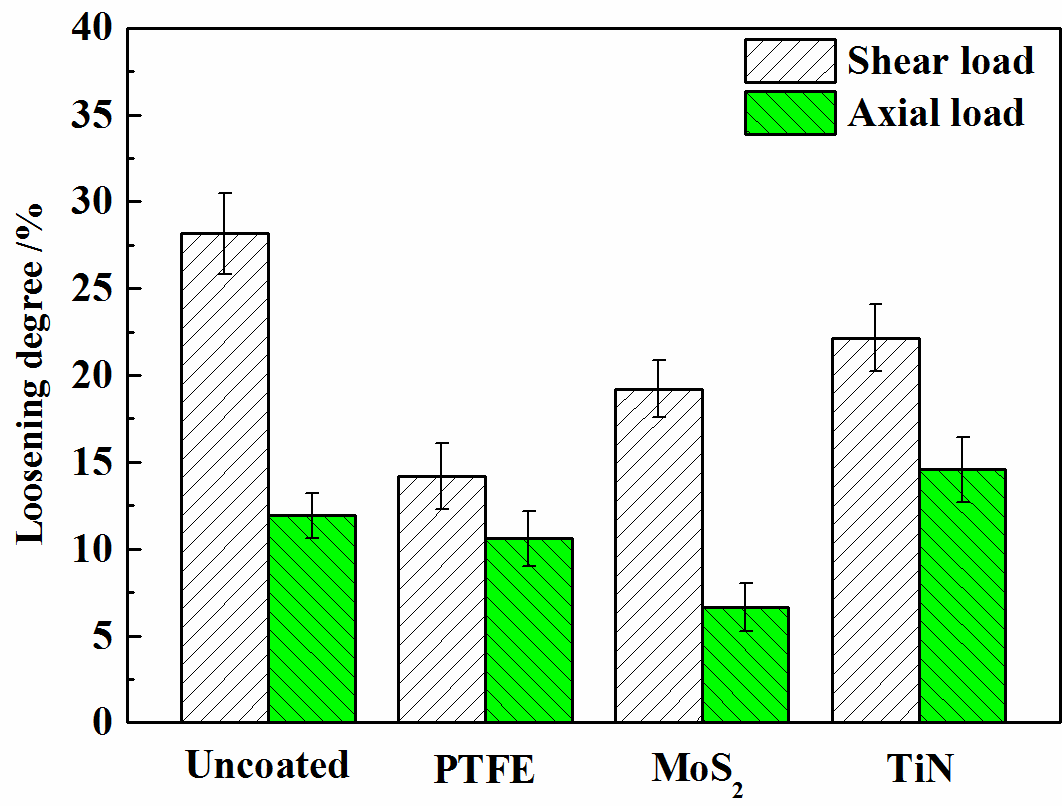 40
35
30
25
20
15
10
5
0
Loosening degree /%
Shear load
Axial load
Uncoated
PTFE
MoS₂
TiN